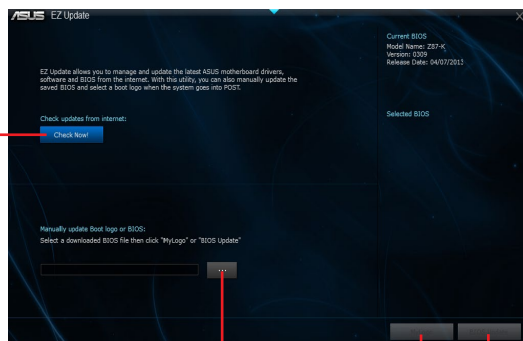 ASUS EZ Update
Current BIOS
Model Name: Z87-K
Version: 0309
Release Date: 04/07/2013
EZ Update allows you to manage and update the latest ASUS motherboard drivers,
software and BIOS from the internet. With this utility, you can also manually update the
saved BIOS and select a boot logo when the system goes into POST.
Check updates from internet:
Selected BIOS
Check Now!
Manually update Boot logo or BIOS:
Select a downloaded BIOS file then click "MyLogo" or "BIOS Update"
...